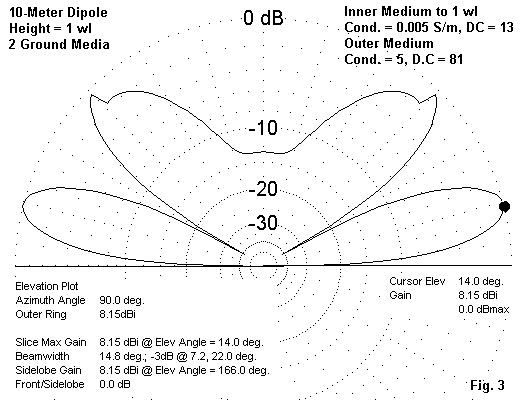 10-Meter Dipole
Height = 1 wl
2 Ground Media
0 dB
Inner Medium to 1 wl
Cond. = 0.005 S/m, DC = 13
Outer Medium
Cond. = 5, D.C = 81
-10
-20
-30
Elevation Plot
Azimuth Angle 90.0 deg.
Outer Ring 8.15dBi
Cursor Elev 14.0 deg.
Gain 8.15 dBi
0.0 dBmax
Slice Max Gain 8.15 dBi @ Elev Angle = 14.0 deg.
Beamwidth 14.8 deg.; -3dB @ 7.2, 22.0 deg.
Sidelobe Gain 8.15 dBi @ Elev Angle = 166.0 deg.
Front/Sidelobe 0.0 dB
Fig. 3